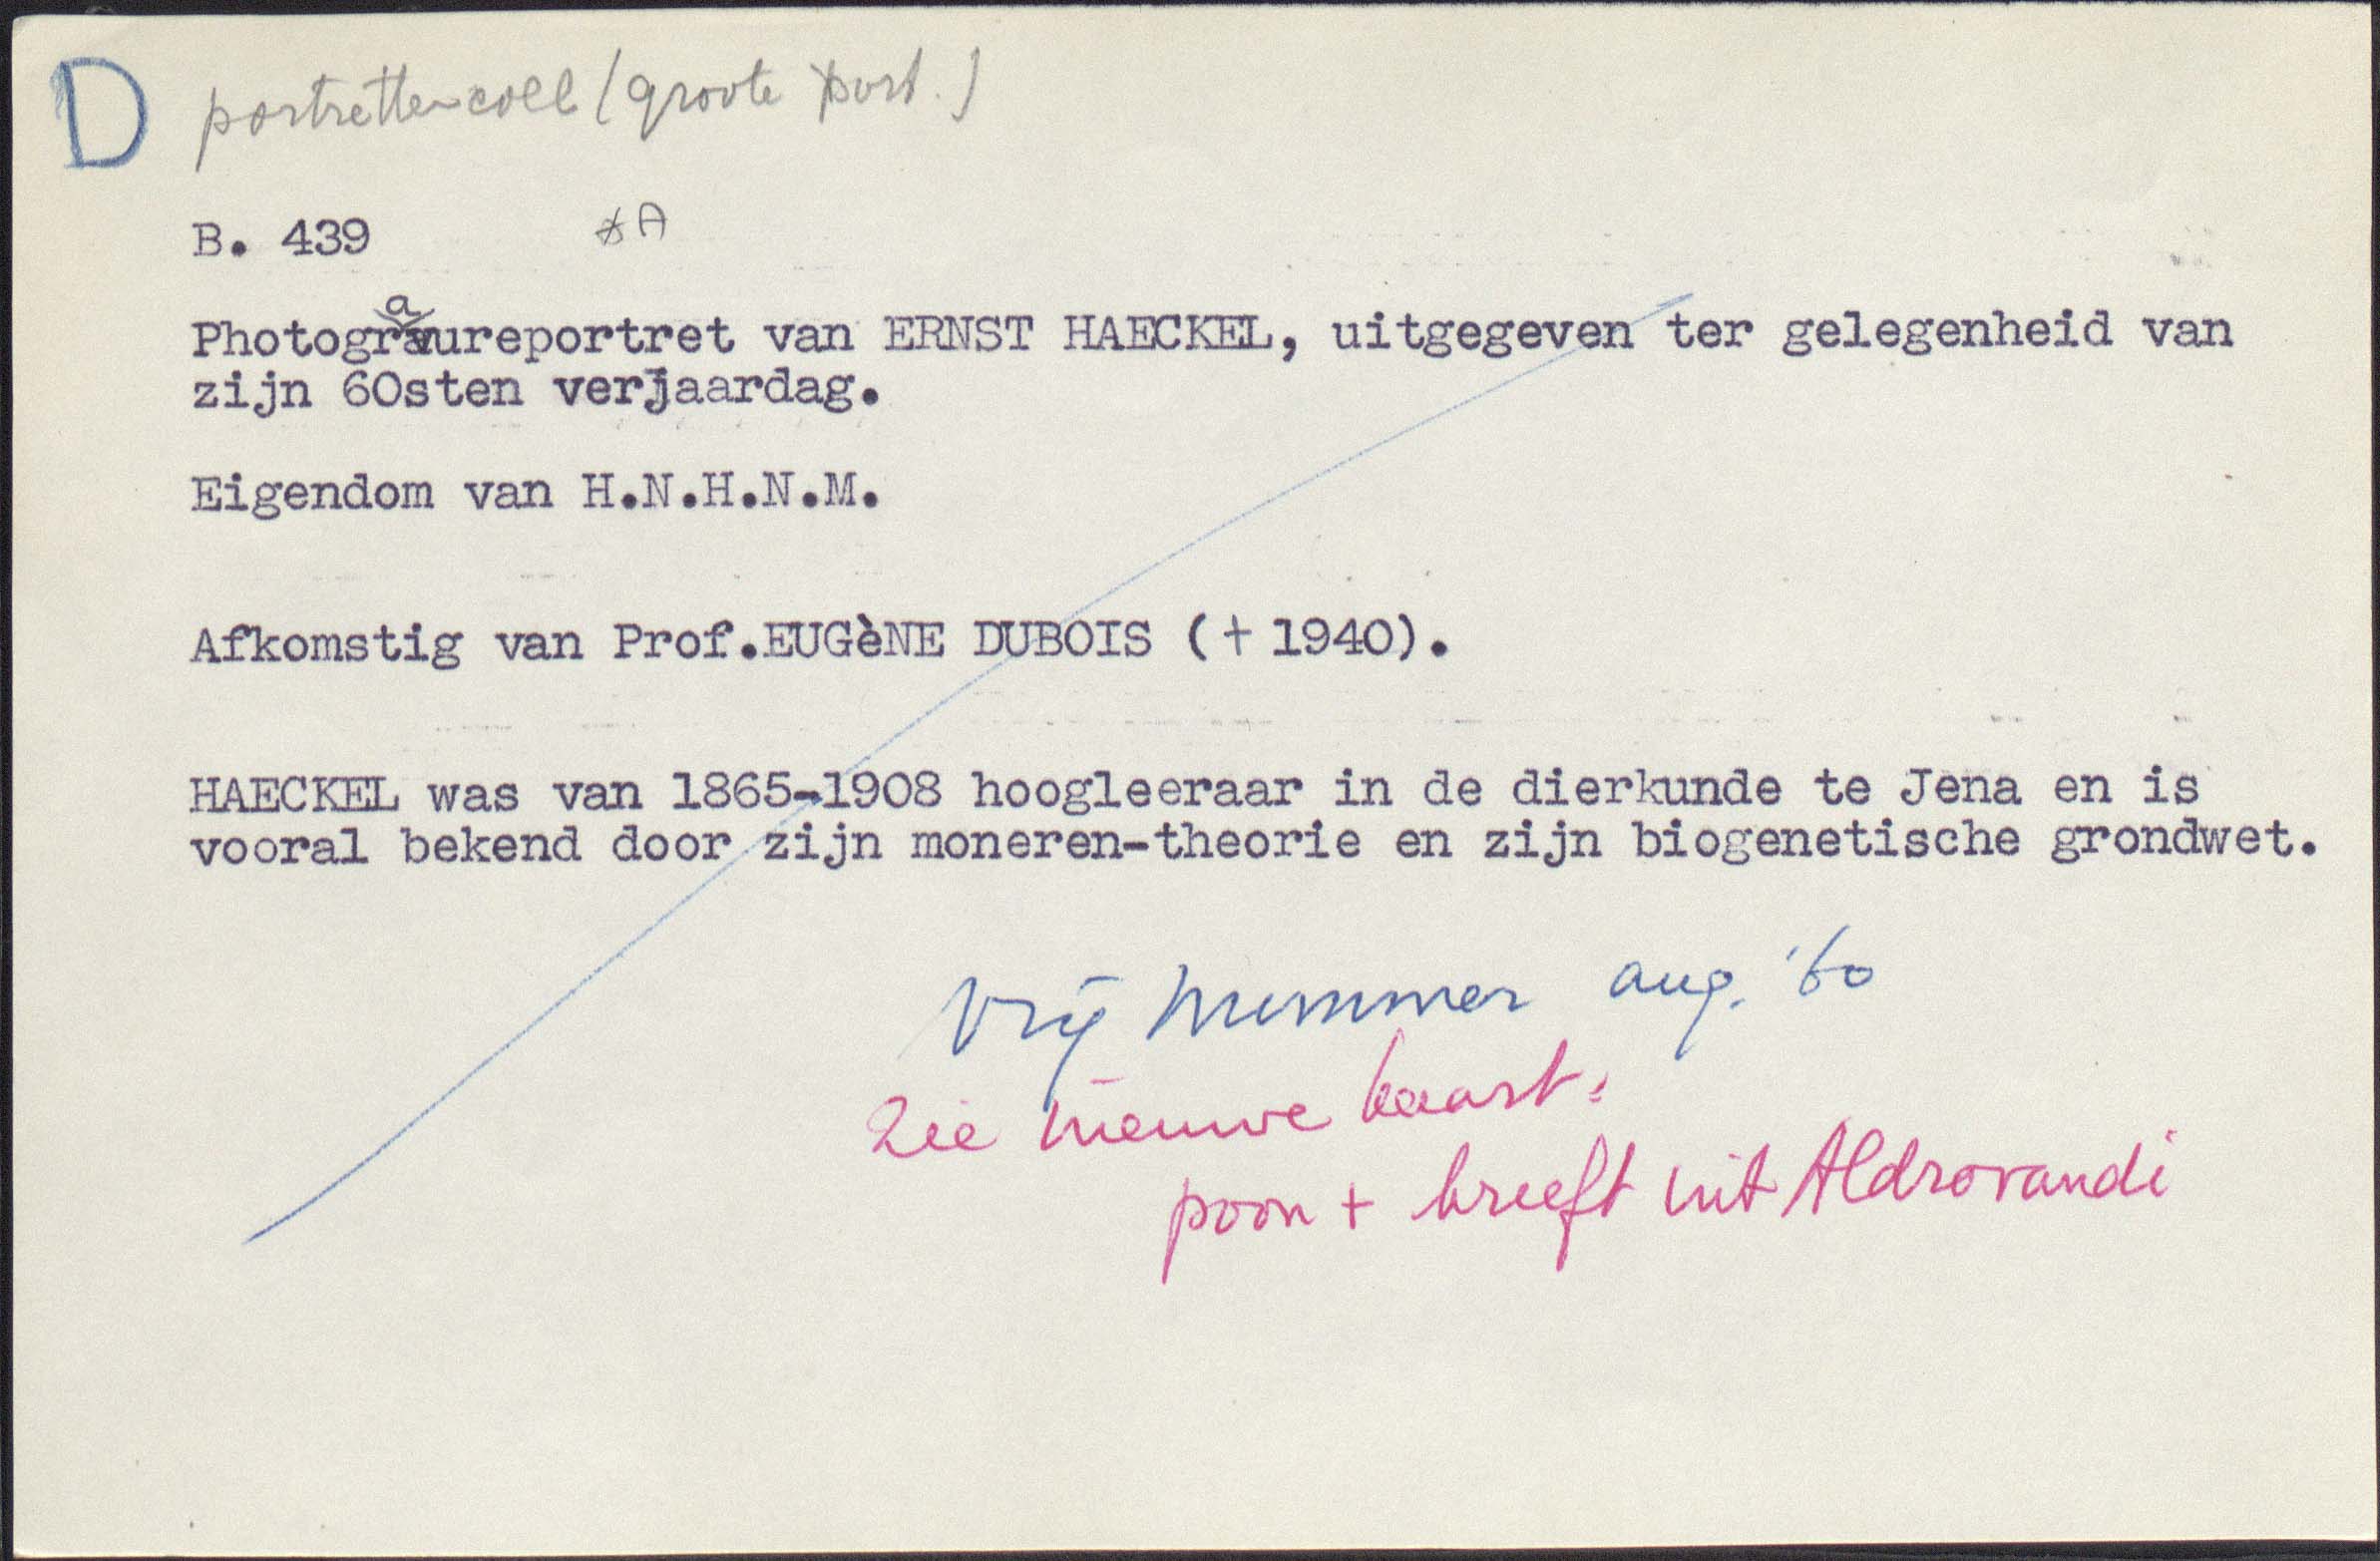 D portretten coll (groote port.)
B. 439 A
Photogravureportret van ERNST HAECKEL, uitgegeven ter gelegenheid van
zijn 60sten verjaardag.
Eigendom van H.N.H.N.M.
Afkomstig van Prof.EUGèNE DUBOIS († 1940).
HAECKEL was van 1865-1908 hoogleeraar in de dierkunde te Jena en is
vooral bekend door zijn moneren-theorie en zijn biogenetische grondwet.
Vrij nummer aug. '60
Zie nieuwe kaart.
poon + breeft uit Aldrovandi